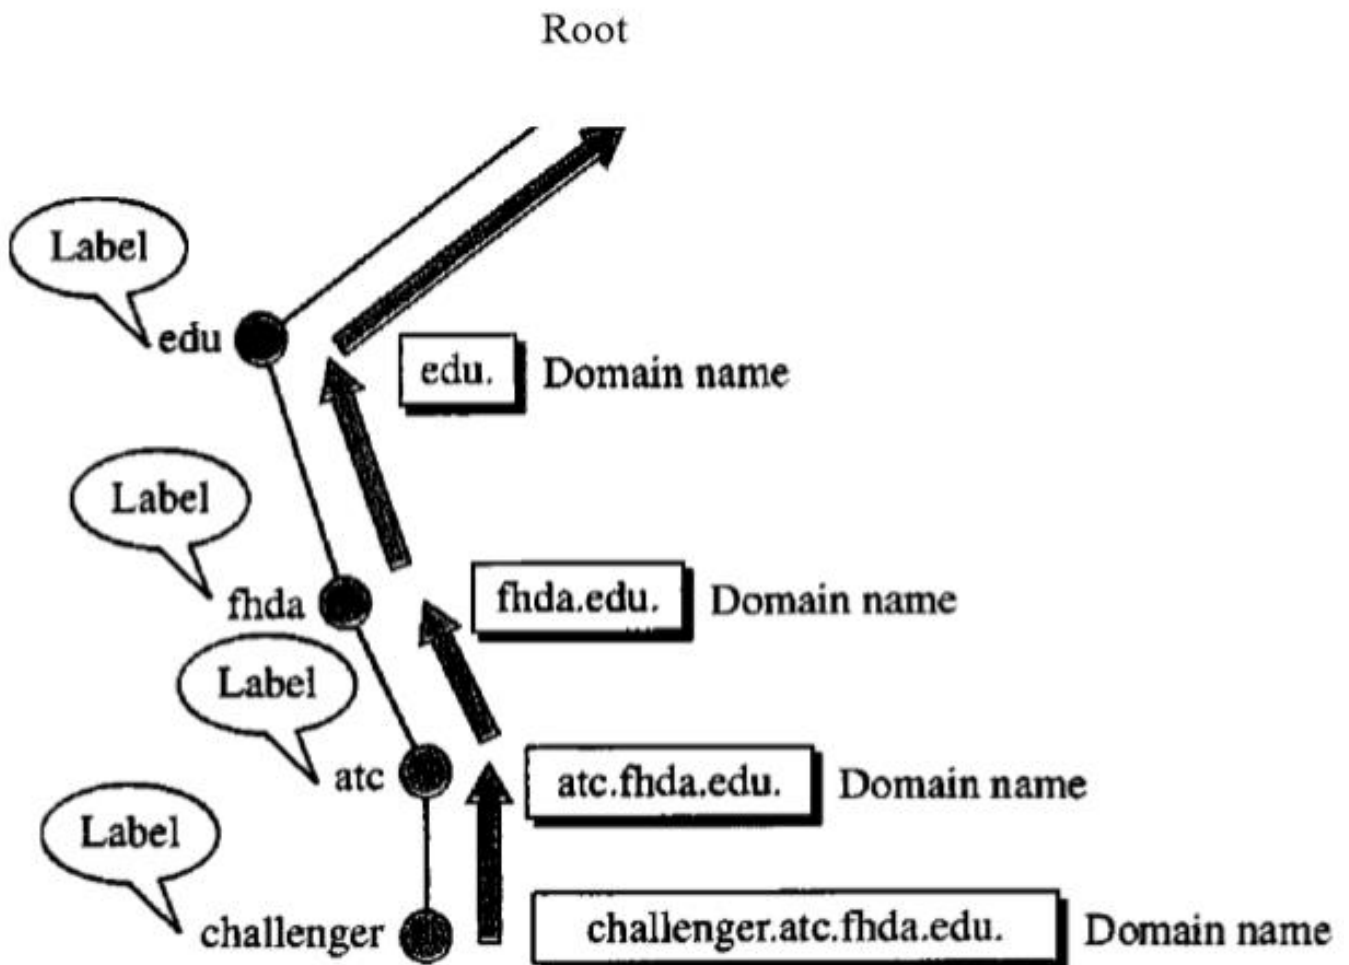 Root
Label
edu
edu. Domain name
Label
fhda
fhda.edu. Domain name
Label
atc
atc.fhda.edu. Domain name
Label
challenger
challenger.atc.fhda.edu. Domain name